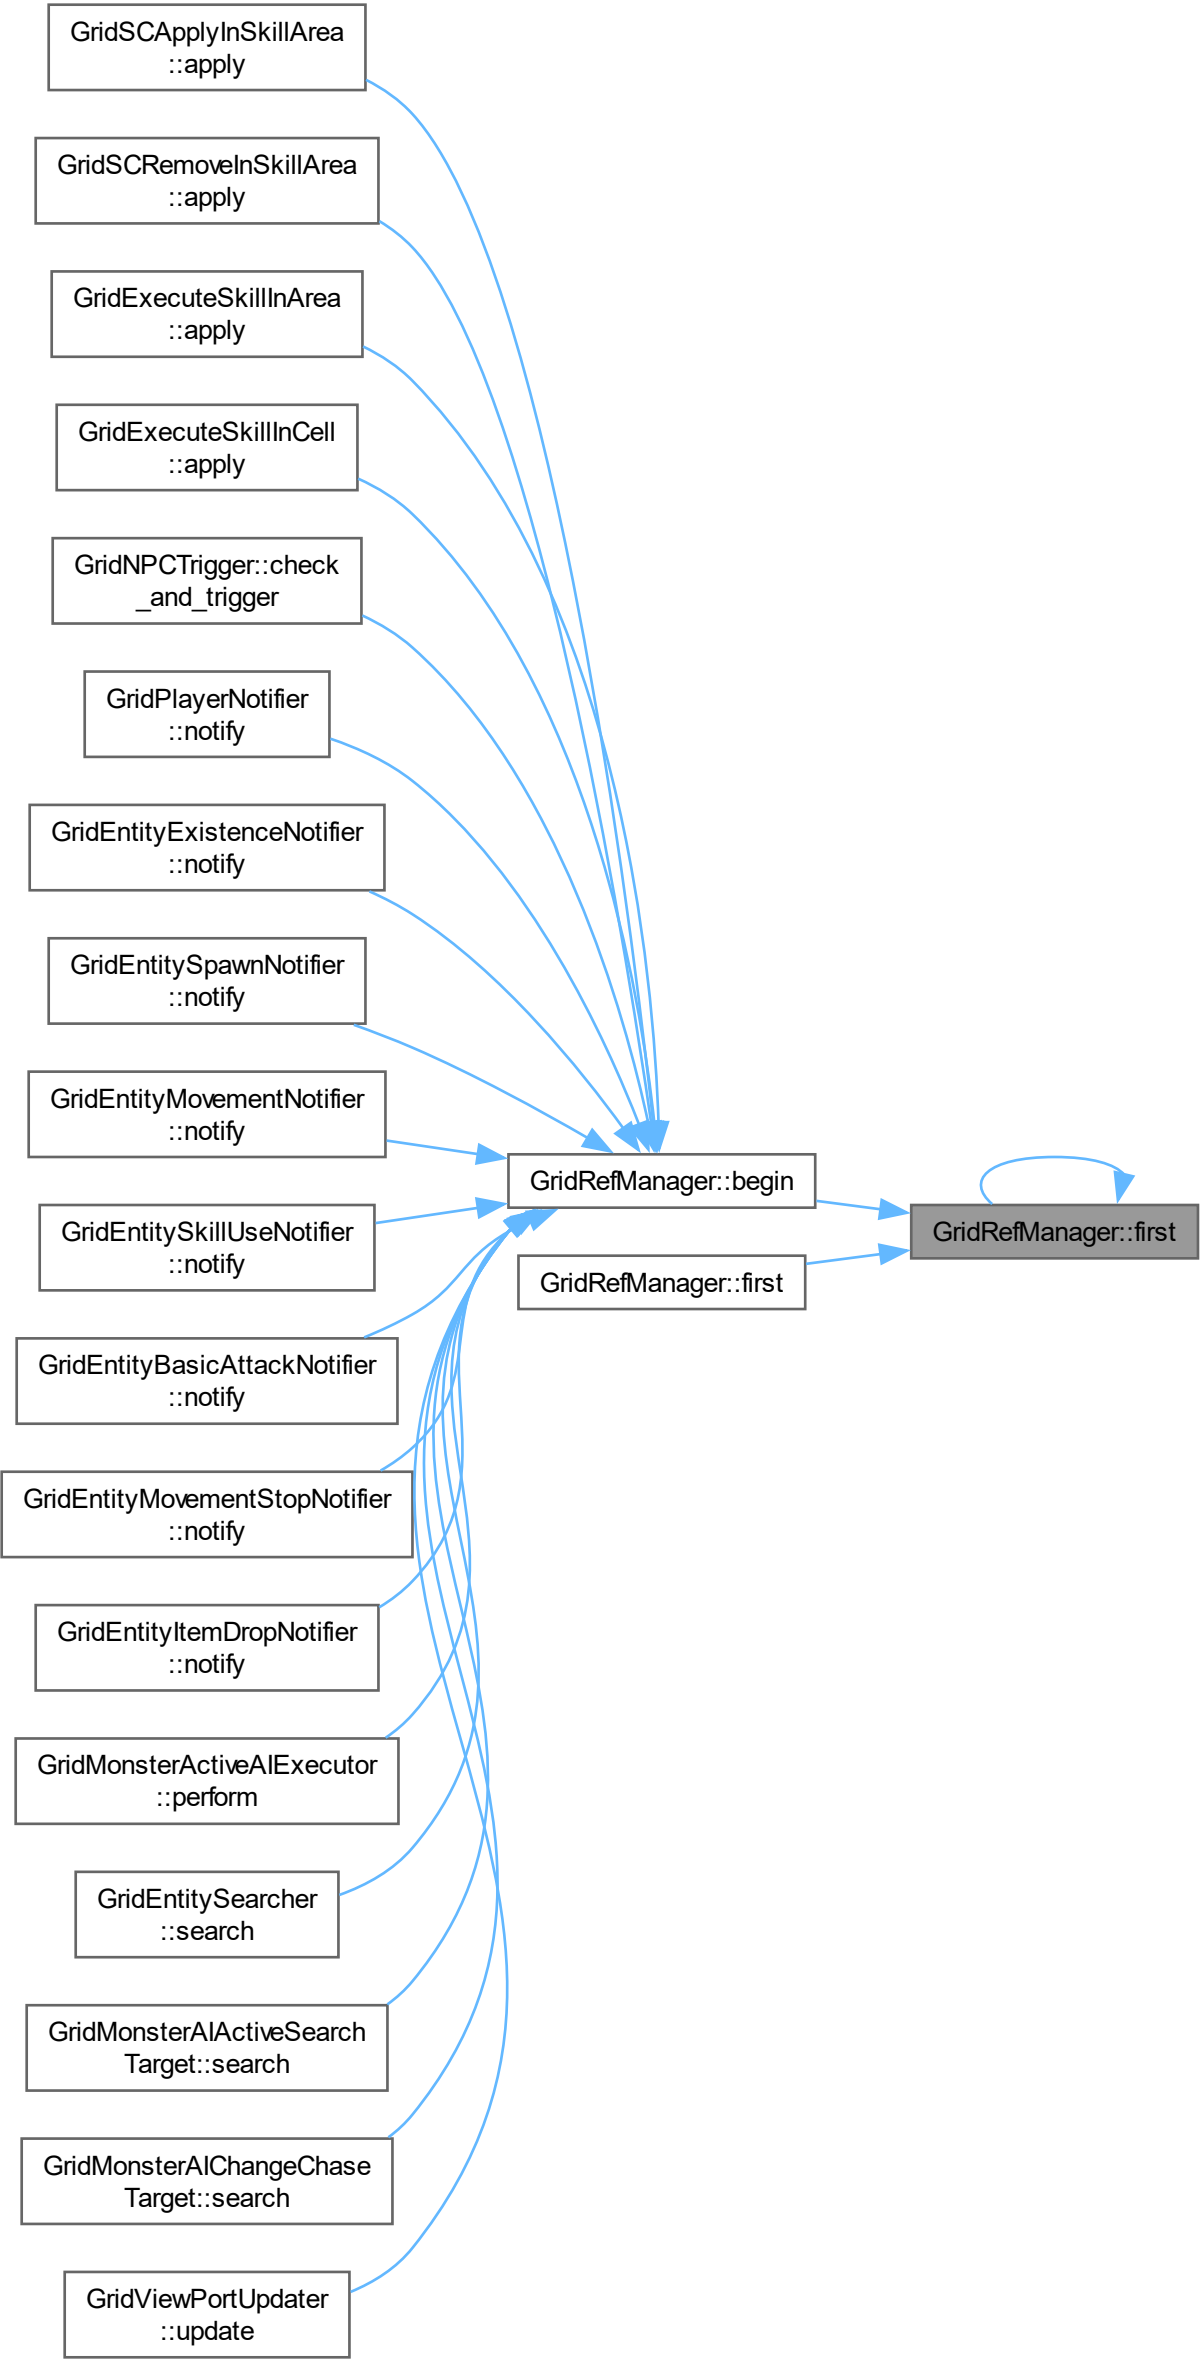 GridSCApplyInSkillArea
::apply
GridSCRemoveInSkillArea
::apply
GridExecuteSkillInArea
::apply
GridExecuteSkillInCell
::apply
GridNPCTrigger::check
_and_trigger
GridPlayerNotifier
::notify
GridEntityExistenceNotifier
::notify
GridEntitySpawnNotifier
::notify
GridEntityMovementNotifier
::notify
GridEntitySkillUseNotifier
::notify
GridEntityBasicAttackNotifier
::notify
GridEntityMovementStopNotifier
::notify
GridEntityItemDropNotifier
::notify
GridMonsterActiveAIExecutor
::perform
GridEntitySearcher
::search
GridMonsterAIActiveSearch
Target::search
GridMonsterAIChangeChase
Target::search
GridViewPortUpdater
::update
GridRefManager::begin
GridRefManager::first
GridRefManager::first